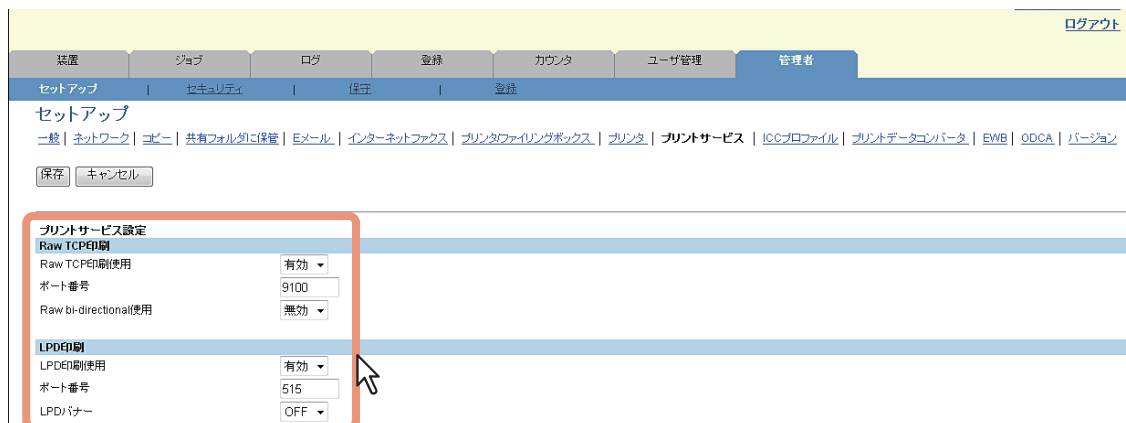 ログアウト
装置 ジョブ ログ 登録 カウンタ ユーザ管理 管理者
セットアップ | セキュリティ | 保守 | 登録
セットアップ
一般 | ネットワーク | コピー | 共有フォルダに保管 | Eメール | インターネットファクス | プリンタ/ファイリングボックス | プリンタ | プリントサービス | ICCプロファイル | プリントデータコンバータ | EWB | ODCA | バージョン
保存 キャンセル
プリントサービス設定
Raw TCP印刷
Raw TCP印刷使用 有効
ポート番号 9100
Raw bi-directional使用 無効
LPD印刷
LPD印刷使用 有効
ポート番号 515
LPDバナー OFF